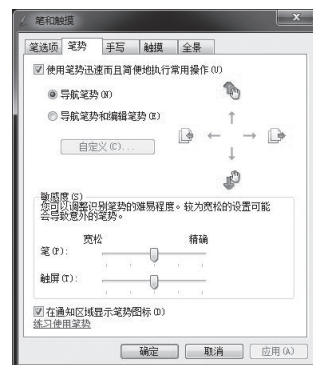 笔和触摸
笔选项 笔势 手写 触摸 全景
使用笔势迅速而且简便地执行常用操作(U)
导航笔势(N)
导航笔势和编辑笔势(E)
自定义(C)...
敏感度(S)
您可以调整识别笔势的难易程度。较为宽松的设置可能
会导致意外的笔势。
宽松 精确
笔(P):
触屏(T):
在通知区域显示笔势图标(D)
练习使用笔势
确定 取消 应用(A)